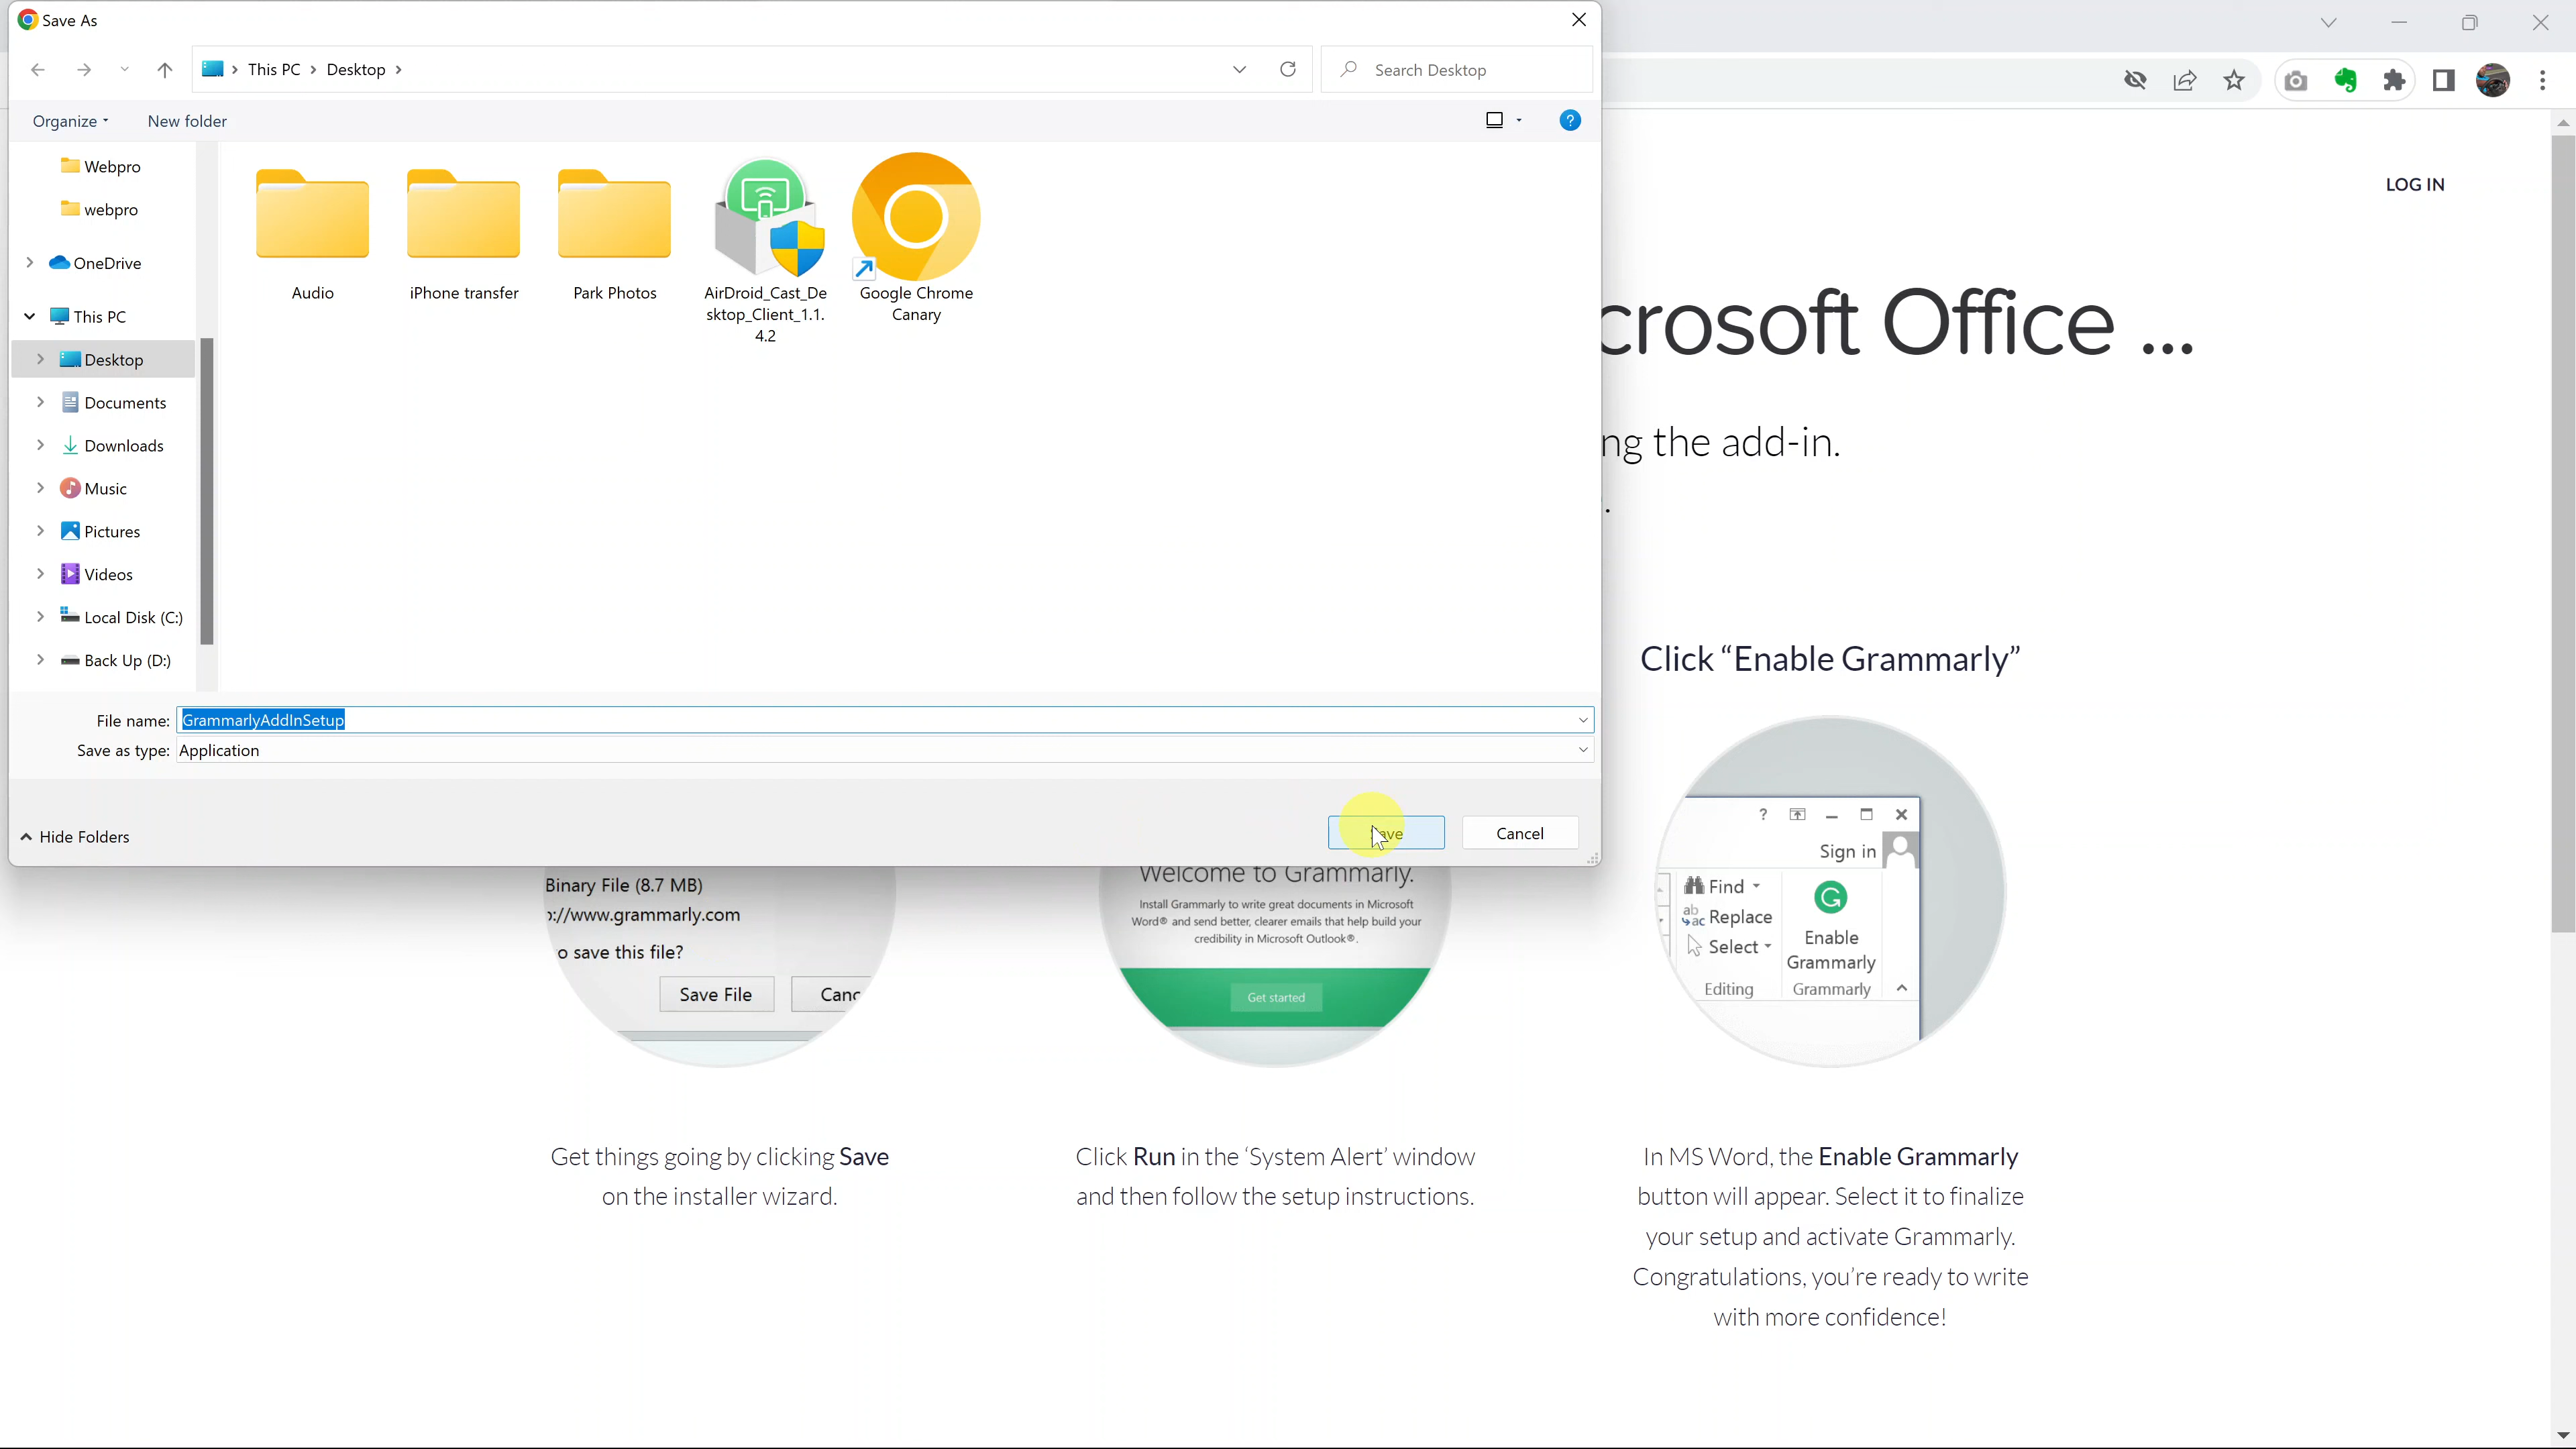 Save As
This PC
Desktop
Search Desktop
Organize
New folder
Webpro
webpro
OneDrive
This PC
Desktop
Documents
Downloads
Music
Pictures
Videos
Local Disk (C:)
Back Up (D:)
Audio
iPhone transfer
Park Photos
AirDroid_Cast_De
sktop_Client_1.1.
4.2
Google Chrome
Canary
File name: GrammarlyAddInSetup
Save as type: Application
Hide Folders
Cancel
LOG IN
crosoft Office ...
ng the add-in.
.
Click “Enable Grammarly”
Binary File (8.7 MB)
://www.grammarly.com
o save this file?
Save File
Canc
Welcome to Grammarly.
Install Grammarly to write great documents in Microsoft
Word® and send better, clearer emails that help build your
credibility in Microsoft Outlook®.
Get started
?
Sign in
Find
Replace
Select
Editing
Enable
Grammarly
Grammarly
Get things going by clicking Save
on the installer wizard.
Click Run in the ‘System Alert’ window
and then follow the setup instructions.
In MS Word, the Enable Grammarly
button will appear. Select it to finalize
your setup and activate Grammarly.
Congratulations, you’re ready to write
with more confidence!